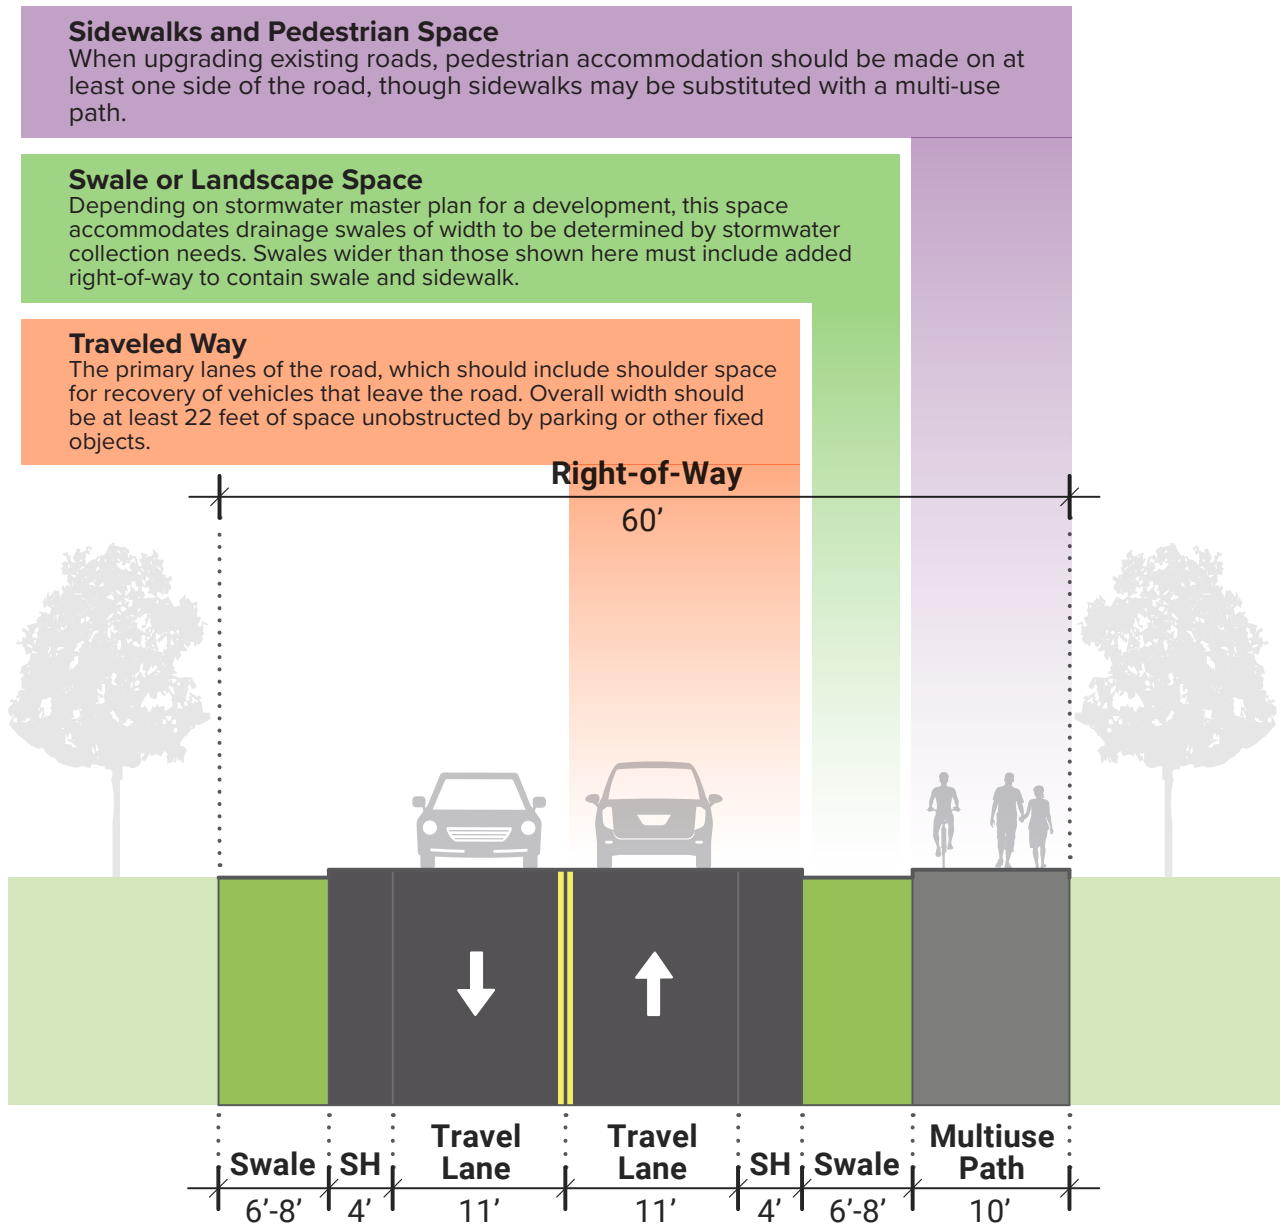 Sidewalks and Pedestrian Space
When upgrading existing roads, pedestrian accommodation should be made on at
least one side of the road, though sidewalks may be substituted with a multi-use
path.
Swale or Landscape Space
Depending on stormwater master plan for a development, this space
accommodates drainage swales of width to be determined by stormwater
collection needs. Swales wider than those shown here must include added
right-of-way to contain swale and sidewalk.
Traveled Way
The primary lanes of the road, which should include shoulder space
for recovery of vehicles that leave the road. Overall width should
be at least 22 feet of space unobstructed by parking or other fixed
objects.
Right-of-Way
60’
Swale
6’-8’
SH
4’
Travel
Lane
11’
Travel
Lane
11’
SH
4’
Swale
6’-8’
Multiuse
Path
10’